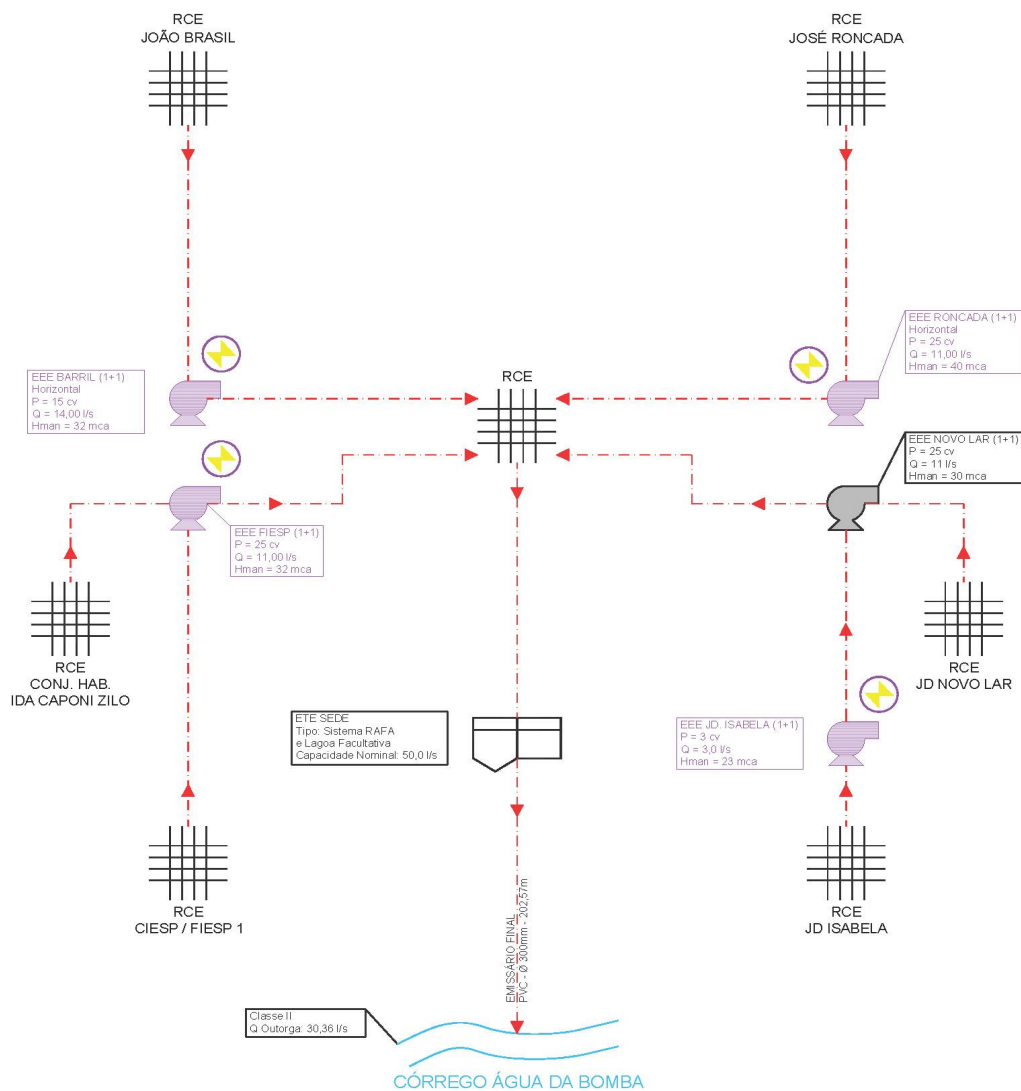 RCE
JOÃO BRASIL
RCE
JOSÉ RONCADA
EEE RONCADA (1+1)
Horizontal
P = 25 cv
Q = 11,00 l/s
Hman = 40 mca
EEE BARRIL (1+1)
Horizontal
P = 15 cv
Q = 14,00 l/s
Hman = 32 mca
RCE
EEE NOVO LAR (1+1)
P = 25 cv
Q = 11 l/s
Hman = 30 mca
EEE FIESP (1+1)
P = 25 cv
Q = 11,00 l/s
Hman = 32 mca
RCE
CONJ. HAB.
IDA CAPONI ZILO
RCE
JD NOVO LAR
ETE SEDE
Tipo: Sistema RAFA
e Lagoa Facultativa
Capacidade Nominal: 50,0 l/s
EEE JD. ISABELA (1+1)
P = 3 cv
Q = 3,0 l/s
Hman = 23 mca
RCE
CIESP / FIESP 1
RCE
JD ISABELA
EMISSÁRIO FINAL
PVC - Ø 300mm - 202,57m
Classe II
Q Outorga: 30,36 l/s
CÓRREGO ÁGUA DA BOMBA